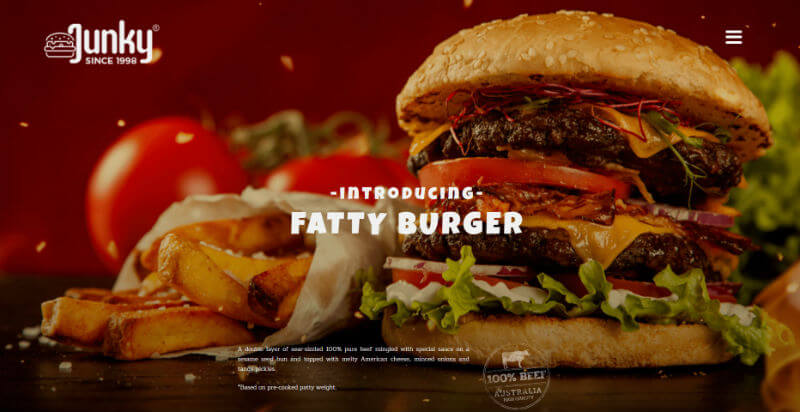 Junky®
SINCE 1998
-INTRODUCING-
FATTY BURGER
A double layer of sear-sizzled 100% pure beef mingled with special sauce on a
sesame seed bun and topped with melty American cheese, minced onions and
tangy pickles.
*Based on pre-cooked patty weight.
100% BEEF
AUSTRALIA